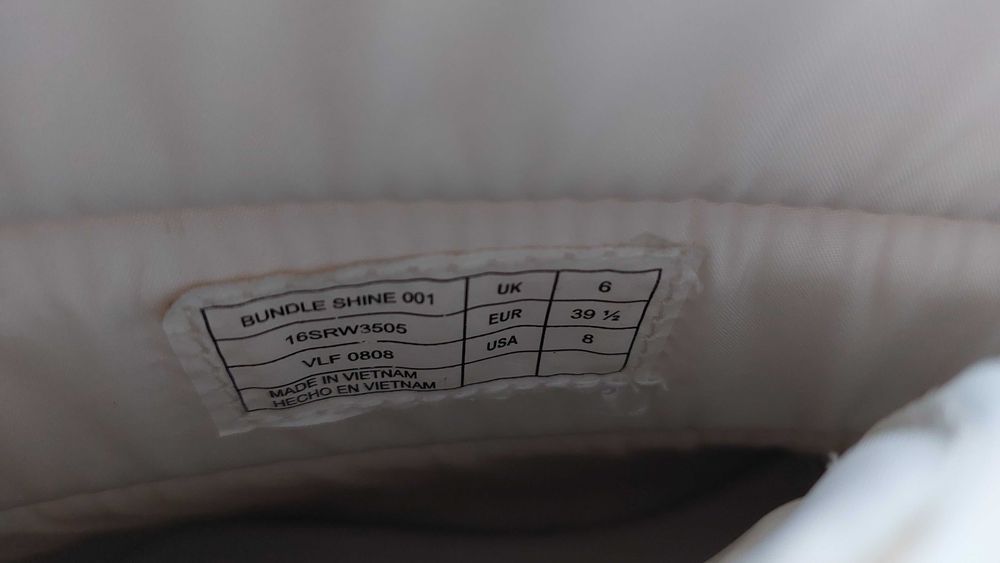 BUNDLE SHINE 001 UK 6
16SRW3505 EUR 39 ½
VLF 0808 USA 8
MADE IN VIETNAM
HECHO EN VIETNAM